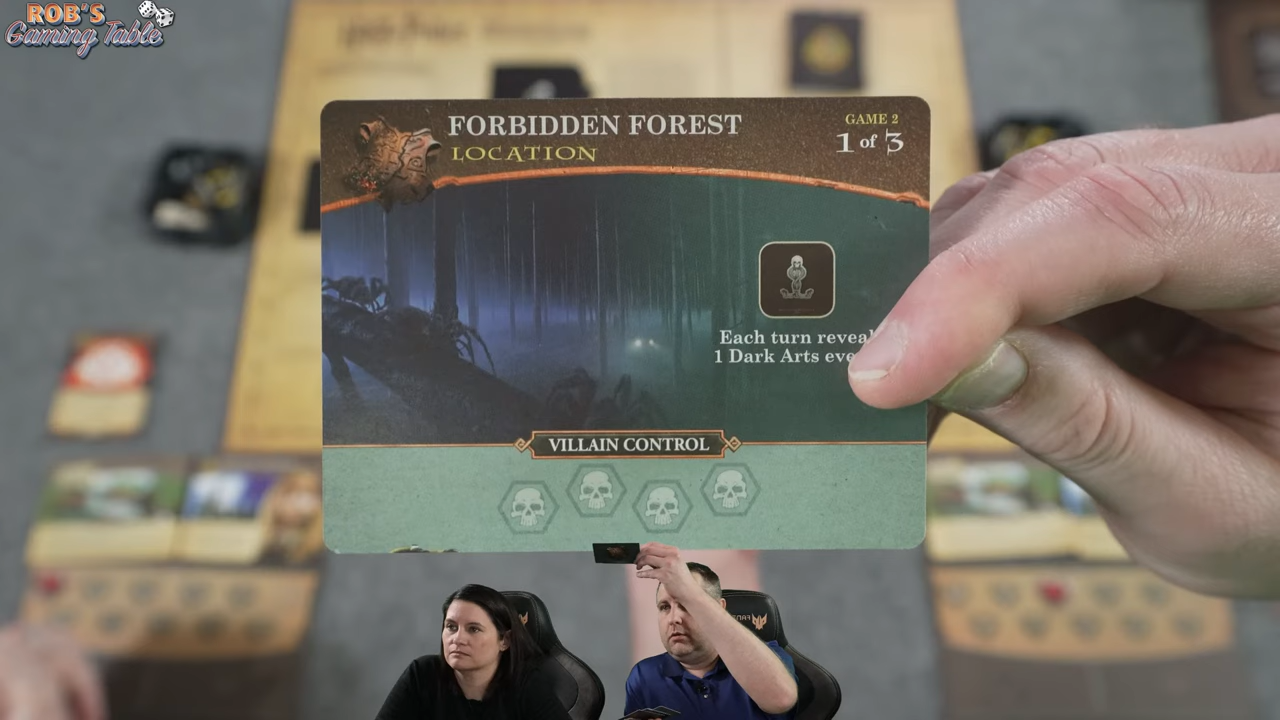 ROB'S
Gaming Table
FORBIDDEN FOREST
LOCATION
GAME 2
1 of 3
Each turn reveal
1 Dark Arts eve
VILLAIN CONTROL